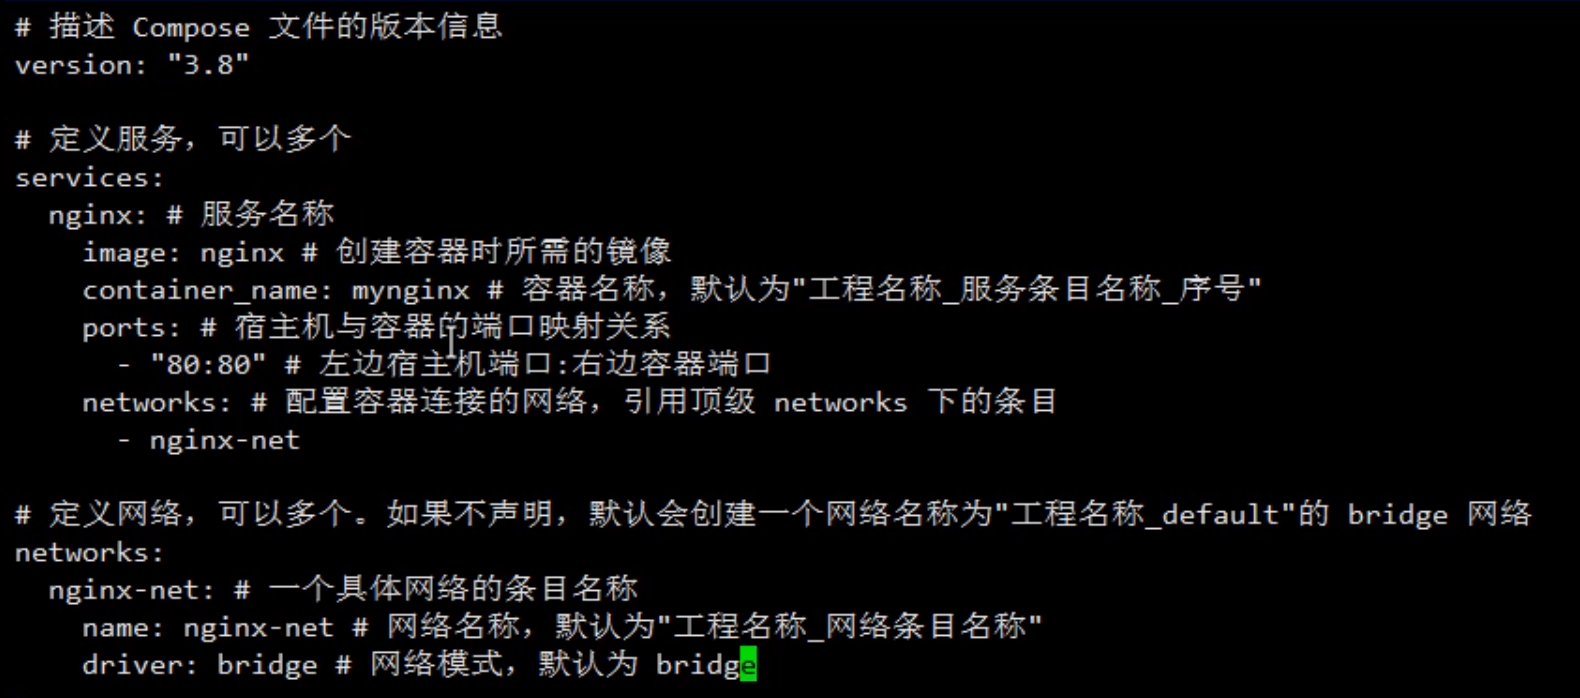 # 描述 Compose 文件的版本信息
version: "3.8"

# 定义服务，可以多个
services:
  nginx: # 服务名称
    image: nginx # 创建容器时所需的镜像
    container_name: mynginx # 容器名称，默认为"工程名称_服务条目名称_序号"
    ports: # 宿主机与容器的端口映射关系
      - "80:80" # 左边宿主机端口:右边容器端口
    networks: # 配置容器连接的网络，引用顶级 networks 下的条目
      - nginx-net

# 定义网络，可以多个。如果不声明，默认会创建一个网络名称为"工程名称_default"的 bridge 网络
networks:
  nginx-net: # 一个具体网络的条目名称
    name: nginx-net # 网络名称，默认为"工程名称_网络条目名称"
    driver: bridge # 网络模式，默认为 bridge